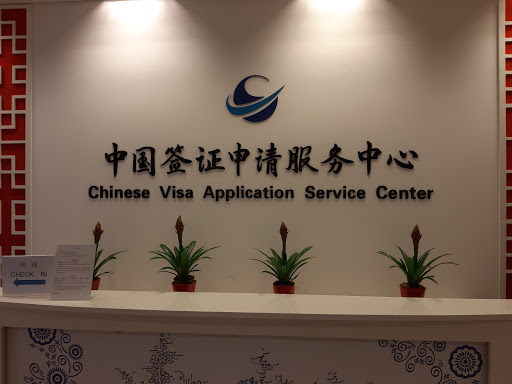 中国签证申请服务中心
Chinese Visa Application Service Center
CHECK IN